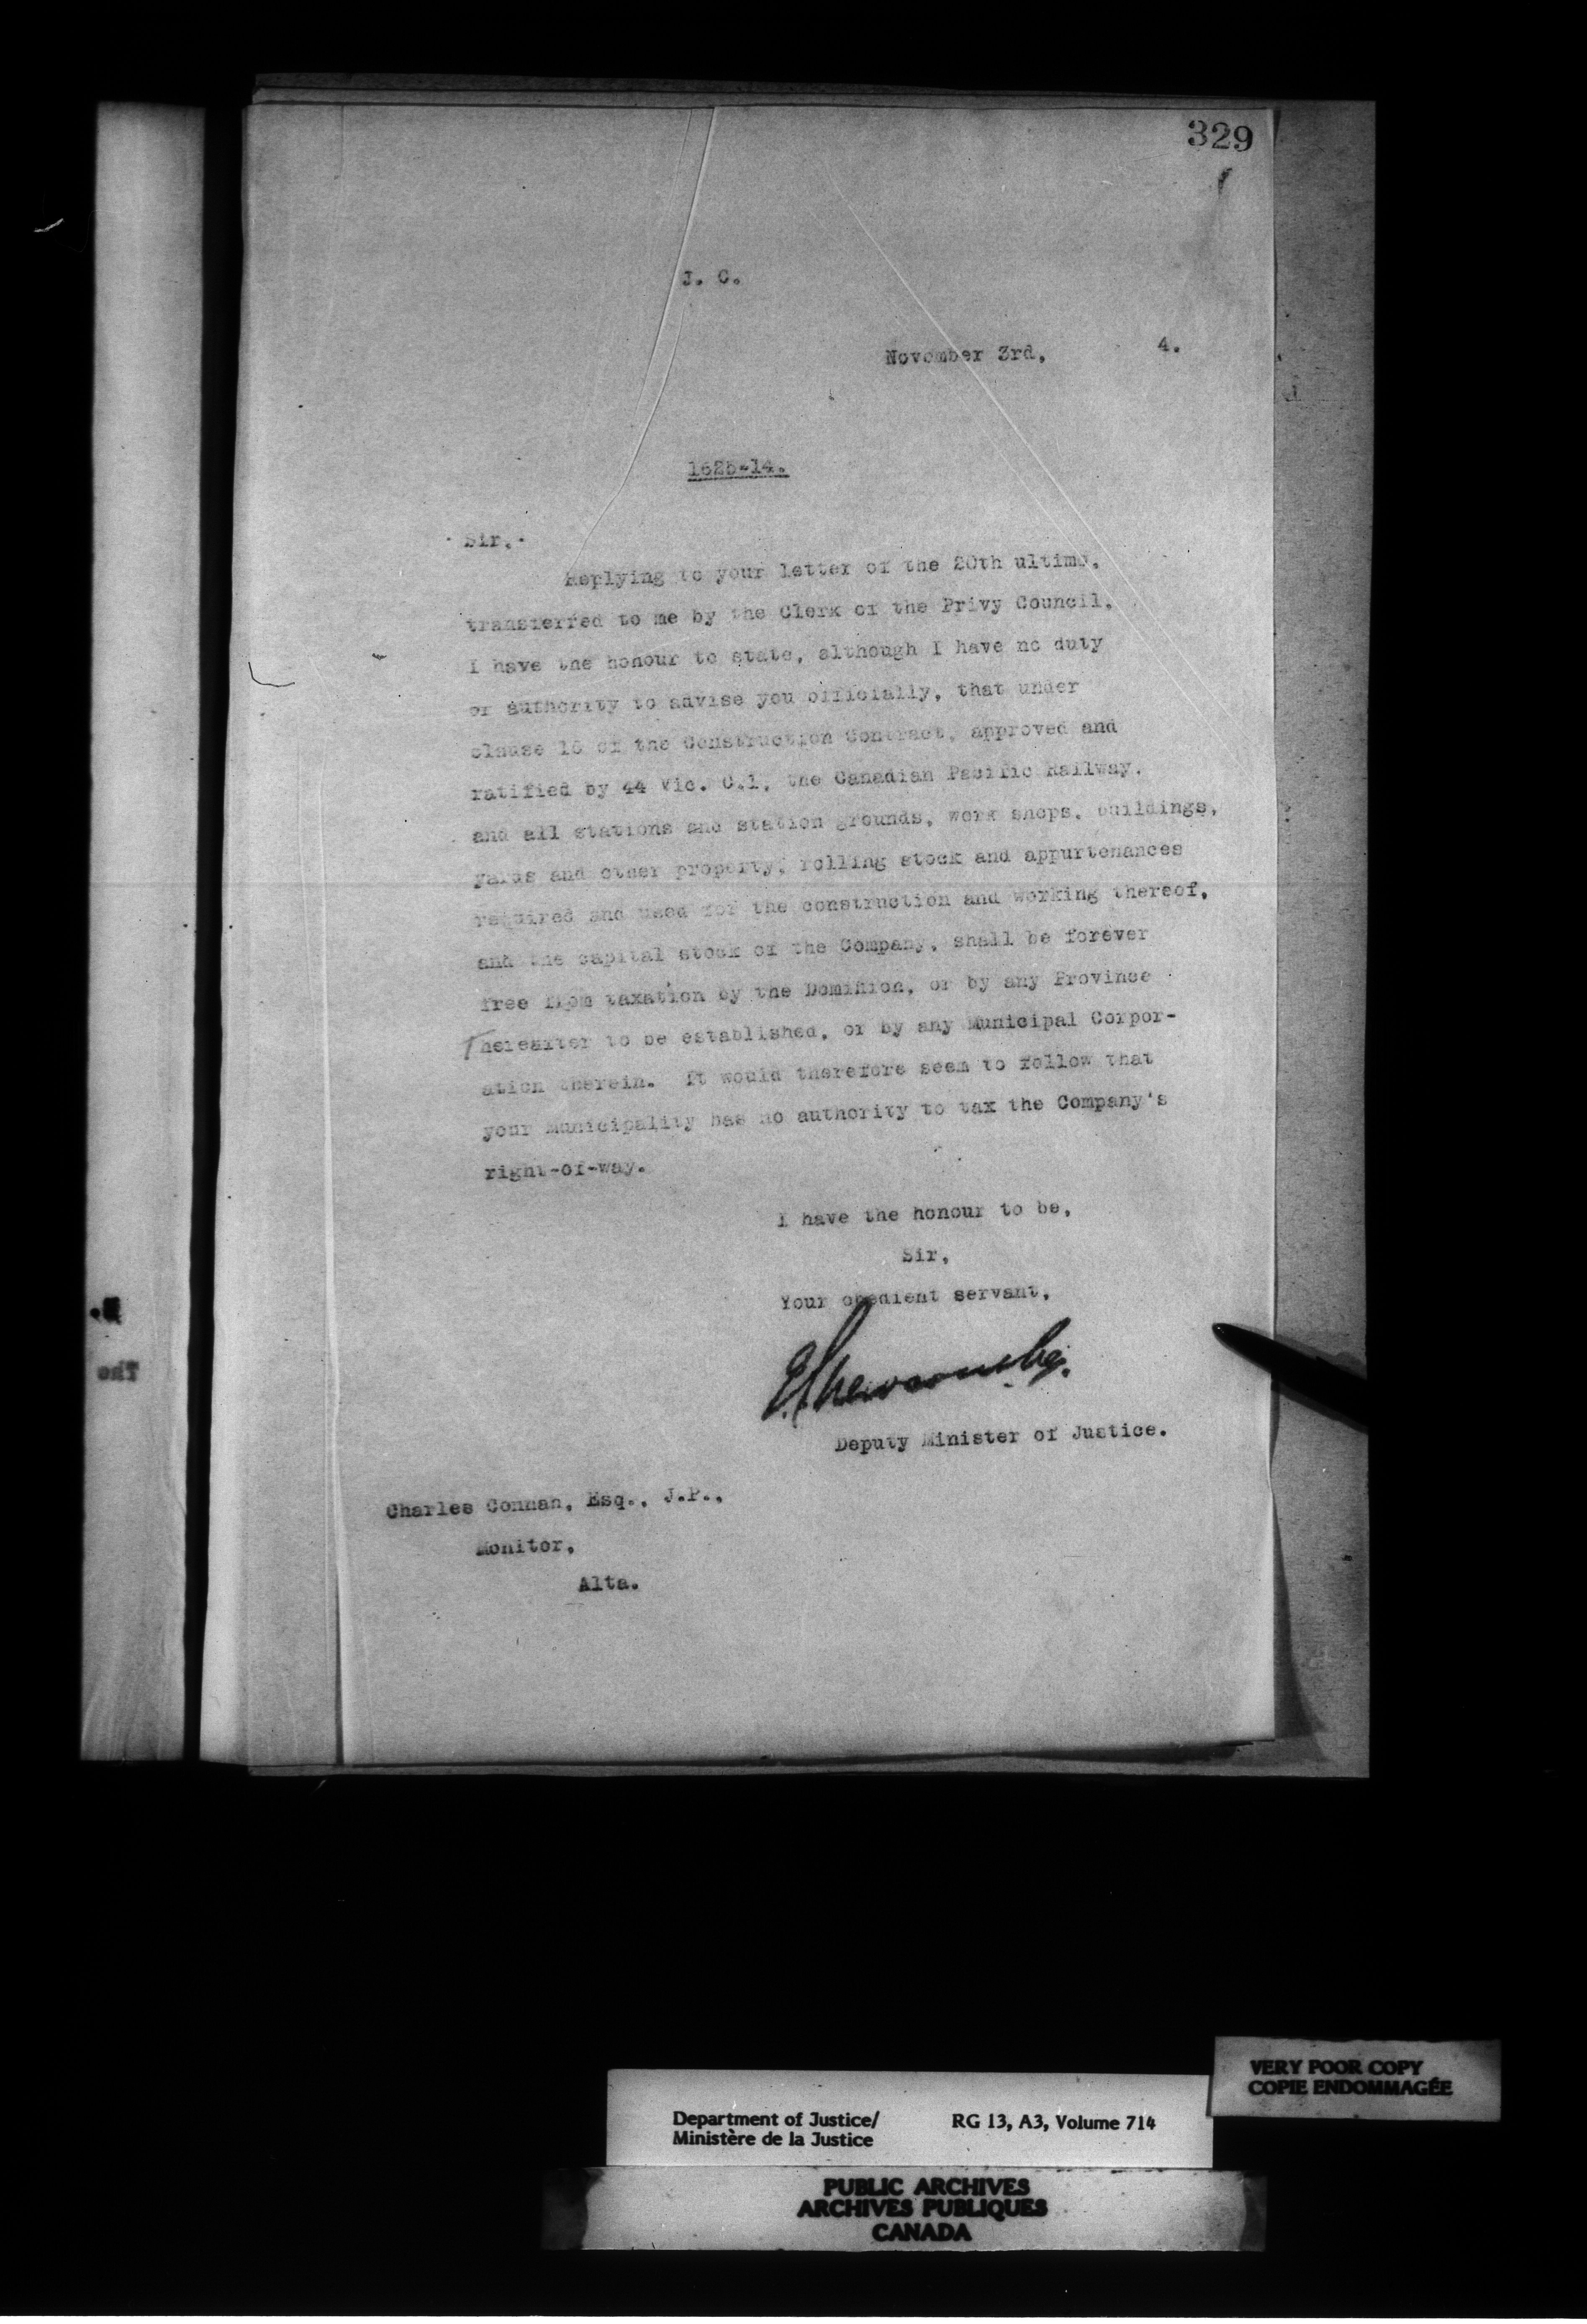 329
J. C.
November 3rd, 4.
1625-14.
Sir,-
Replying to your letter of the 20th ultimo,
transferred to me by the Clerk of the Privy Council,
I have the honour to state, although I have no duty
or authority to advise you officially, that under
clause 16 of the Construction Contract, approved and
ratified by 44 Vic. C.1, the Canadian Pacific Railway,
and all stations and station grounds, work shops, buildings,
yards and other property, rolling stock and appurtenances
required and used for the construction and working thereof,
and the capital stock of the Company, shall be forever
free from taxation by the Dominion, or by any Province
hereafter to be established, or by any Municipal Corpor-
ation therein. It would therefore seem to follow that
your Municipality has no authority to tax the Company's
right-of-way.
I have the honour to be,
Sir,
Your obedient servant,
E L Newcombe.
Deputy Minister of Justice.
Charles Connan, Esq., J.P.,
Monitor,
Alta.
The
VERY POOR COPY
COPIE ENDOMMAGÉE
Department of Justice/ RG 13, A3, Volume 714
Ministère de la Justice
PUBLIC ARCHIVES
ARCHIVES PUBLIQUES
CANADA